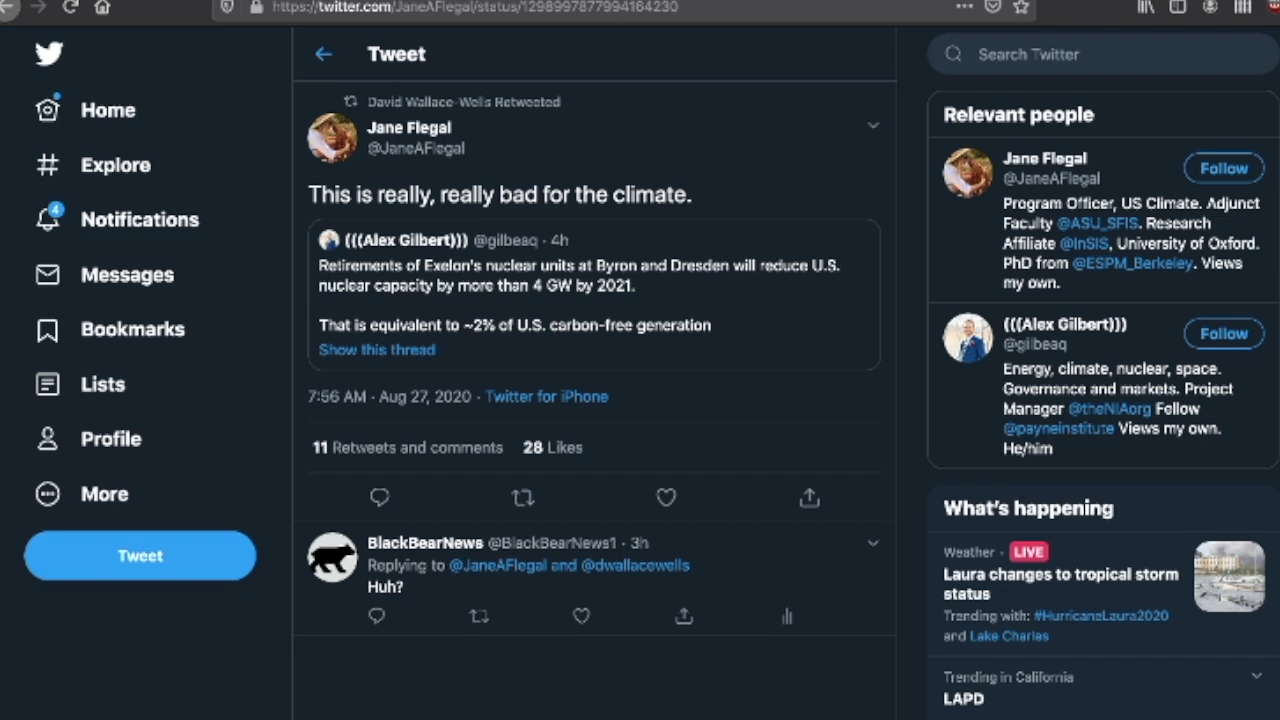 https://twitter.com/JaneAFlegal/status/1298997877994164230
Home
Explore
4
Notifications
Messages
Bookmarks
Lists
Profile
More
Tweet
Tweet
David Wallace-Wells Retweeted
Jane Flegal
@JaneAFlegal
This is really, really bad for the climate.
(((Alex Gilbert))) @gilbeaq · 4h
Retirements of Exelon's nuclear units at Byron and Dresden will reduce U.S.
nuclear capacity by more than 4 GW by 2021.
That is equivalent to ~2% of U.S. carbon-free generation
Show this thread
7:56 AM · Aug 27, 2020 · Twitter for iPhone
11 Retweets and comments 28 Likes
BlackBearNews @BlackBearNews1 · 3h
Replying to @JaneAFlegal and @dwallacewells
Huh?
Search Twitter
Relevant people
Jane Flegal
@JaneAFlegal
Follow
Program Officer, US Climate. Adjunct
Faculty @ASU_SFIS. Research
Affiliate @InSIS, University of Oxford.
PhD from @ESPM_Berkeley. Views
my own.
(((Alex Gilbert)))
@gilbeaq
Follow
Energy, climate, nuclear, space.
Governance and markets. Project
Manager @theNIAorg Fellow
@payneinstitute Views my own.
He/him
What's happening
Weather · LIVE
Laura changes to tropical storm
status
Trending with: #HurricaneLaura2020
and Lake Charles
Trending in California
LAPD